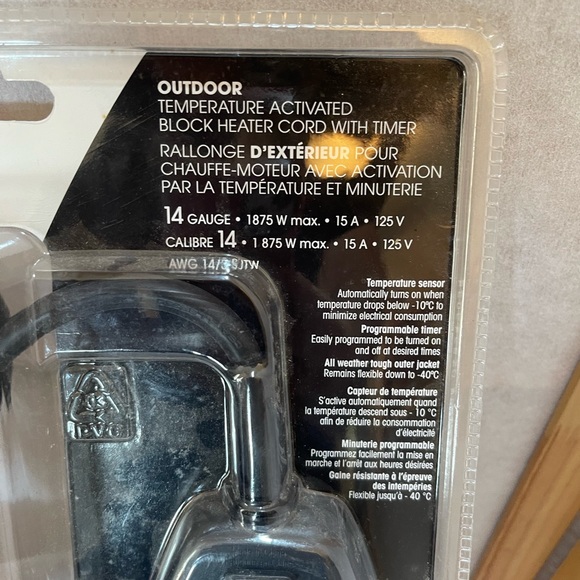 OUTDOOR
TEMPERATURE ACTIVATED
BLOCK HEATER CORD WITH TIMER
RALLONGE D'EXTÉRIEUR POUR
CHAUFFE-MOTEUR AVEC ACTIVATION
PAR LA TEMPÉRATURE ET MINUTERIE
14 GAUGE • 1875 W max. • 15 A • 125 V
CALIBRE 14 • 1 875 W max. • 15 A • 125 V
AWG 14/3 SJTW
Temperature sensor
Automatically turns on when
temperature drops below -10ºC to
minimize electrical consumption
Programmable timer
Easily programmed to be turned on
and off at desired times
All weather tough outer jacket
Remains flexible down to -40ºC
Capteur de température
S'active automatiquement quand
la température descend sous - 10 °C
afin de réduire la consommation
d'électricité
Minuterie programmable
Programmez facilement la mise en
marche et l'arrêt aux heures désirées
Gaine résistante à l'épreuve
des intempéries
Flexible jusqu'à - 40 °C